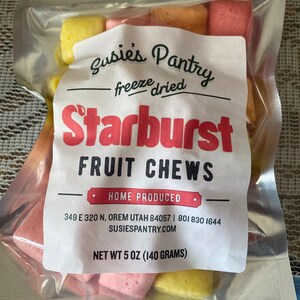 Susie's Pantry
freeze dried
Starburst
FRUIT CHEWS
HOME PRODUCED
349 E 320 N, OREM UTAH 84057 | 801 830 1644
SUSIESPANTRY.COM
NET WT 5 OZ (140 GRAMS)